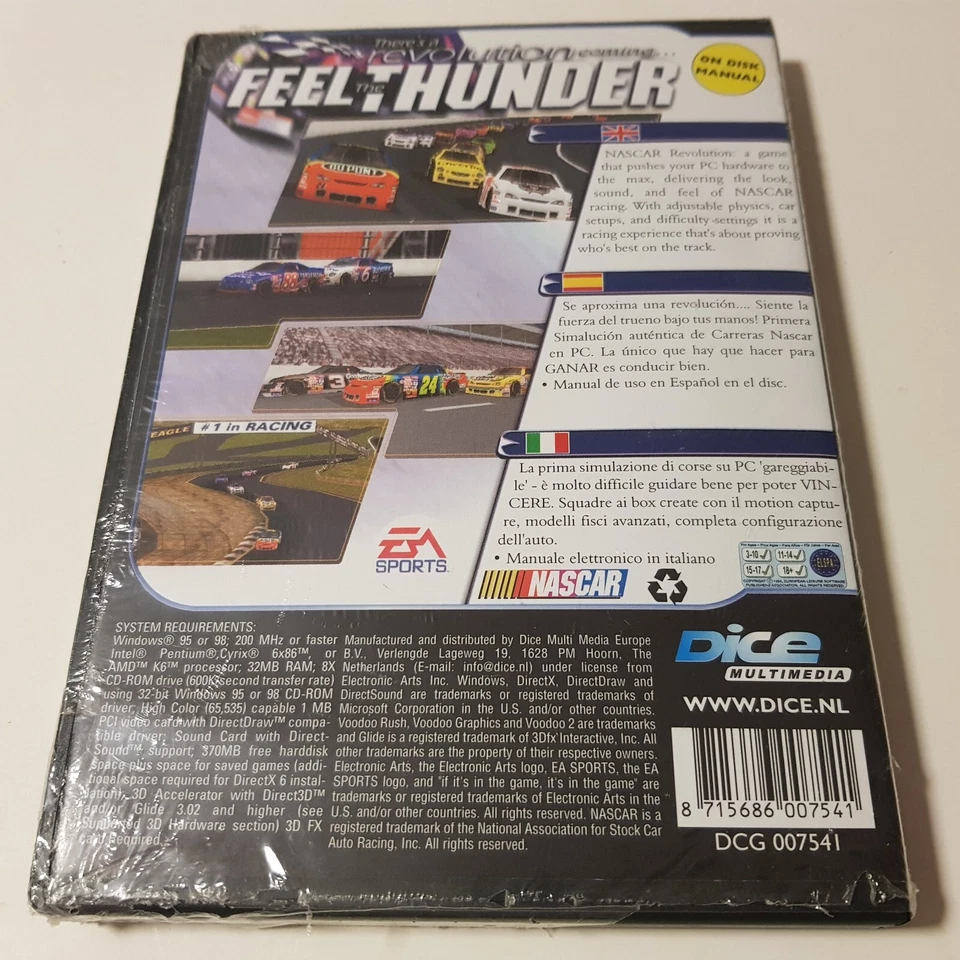 There's a
revolution coming...
FEEL The THUNDER
ON DISK
MANUAL
NASCAR Revolution: a game
that pushes your PC hardware to
the max, delivering the look,
sound, and feel of NASCAR
racing. With adjustable physics, car
setups, and difficulty settings it is a
racing experience that's about proving
who's best on the track.
DUPONT
88
6
Se aproxima una revolución.... Siente la
fuerza del trueno bajo tus manos! Primera
Simalución auténtica de Carreras Nascar
en PC. La único que hay que hacer para
GANAR es conducir bien.
• Manual de uso en Español en el disc.
3
24
EAGLE
#1 in RACING
La prima simulazione di corse su PC 'gareggiabi-
le' - è molto difficile guidare bene per poter VIN-
CERE. Squadre ai box create con il motion captu-
re, modelli fisci avanzati, completa configurazione
dell'auto.
• Manuale elettronico in italiano
EA
SPORTS
NASCAR
3-10 11-14
15-17 18+
ELSPA
SYSTEM REQUIREMENTS:
Windows® 95 or 98; 200 MHz or faster
Intel® Pentium®,Cyrix® 6x86™, or
AMD™ K6™ processor; 32MB RAM; 8X
CD-ROM drive (600K/second transfer rate)
using 32-bit Windows 95 or 98 CD-ROM
driver, High Color (65,535) capable 1 MB
PCI video card with DirectDraw™ compa-
tible driver; Sound Card with Direct-
Sound™ support; 370MB free harddisk
space plus space for saved games (addi-
tional space required for DirectX 6 instal-
lation). 3D Accelerator with Direct3D™
and/or Glide 3.02 and higher (see
Supported 3D Hardware section) 3D FX
card Required
Manufactured and distributed by Dice Multi Media Europe
B.V., Verlengde Lageweg 19, 1628 PM Hoorn, The
Netherlands (E-mail: info@dice.nl) under license from
Electronic Arts Inc. Windows, DirectX, DirectDraw and
DirectSound are trademarks or registered trademarks of
Microsoft Corporation in the U.S. and/or other countries.
Voodoo Rush, Voodoo Graphics and Voodoo 2 are trademarks
and Glide is a registered trademark of 3Dfx Interactive, Inc. All
other trademarks are the property of their respective owners.
Electronic Arts, the Electronic Arts logo, EA SPORTS, the EA
SPORTS logo, and 'if it's in the game, it's in the game' are
trademarks or registered trademarks of Electronic Arts in the
U.S. and/or other countries. All rights reserved. NASCAR is a
registered trademark of the National Association for Stock Car
Auto Racing, Inc. All rights reserved.
Dice
MULTIMEDIA
WWW.DICE.NL
8 715686 007541
DCG 007541